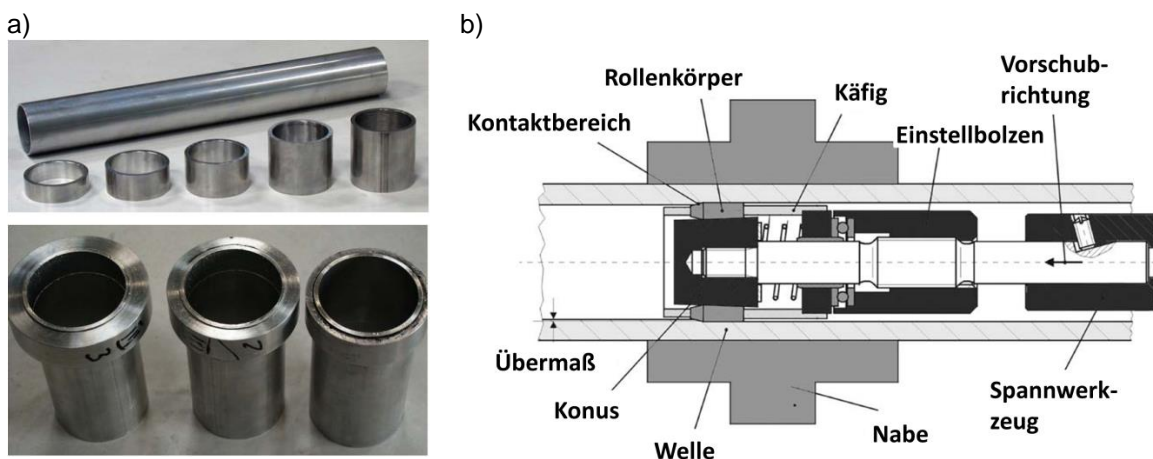 a)
b)
Rollenkörper
Kontaktbereich
Käfig
Vorschub-
richtung
Einstellbolzen
Übermaß
Konus
Welle
Nabe
Spannwerk-
zeug